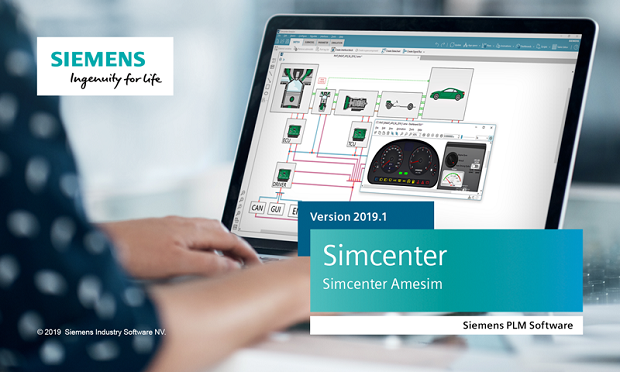 SIEMENS
Ingenuity for life
ECU
TCU
DRIVER
CAN
GUI
Version 2019.1
Simcenter
Simcenter Amesim
Siemens PLM Software
© 2019 Siemens Industry Software NV.